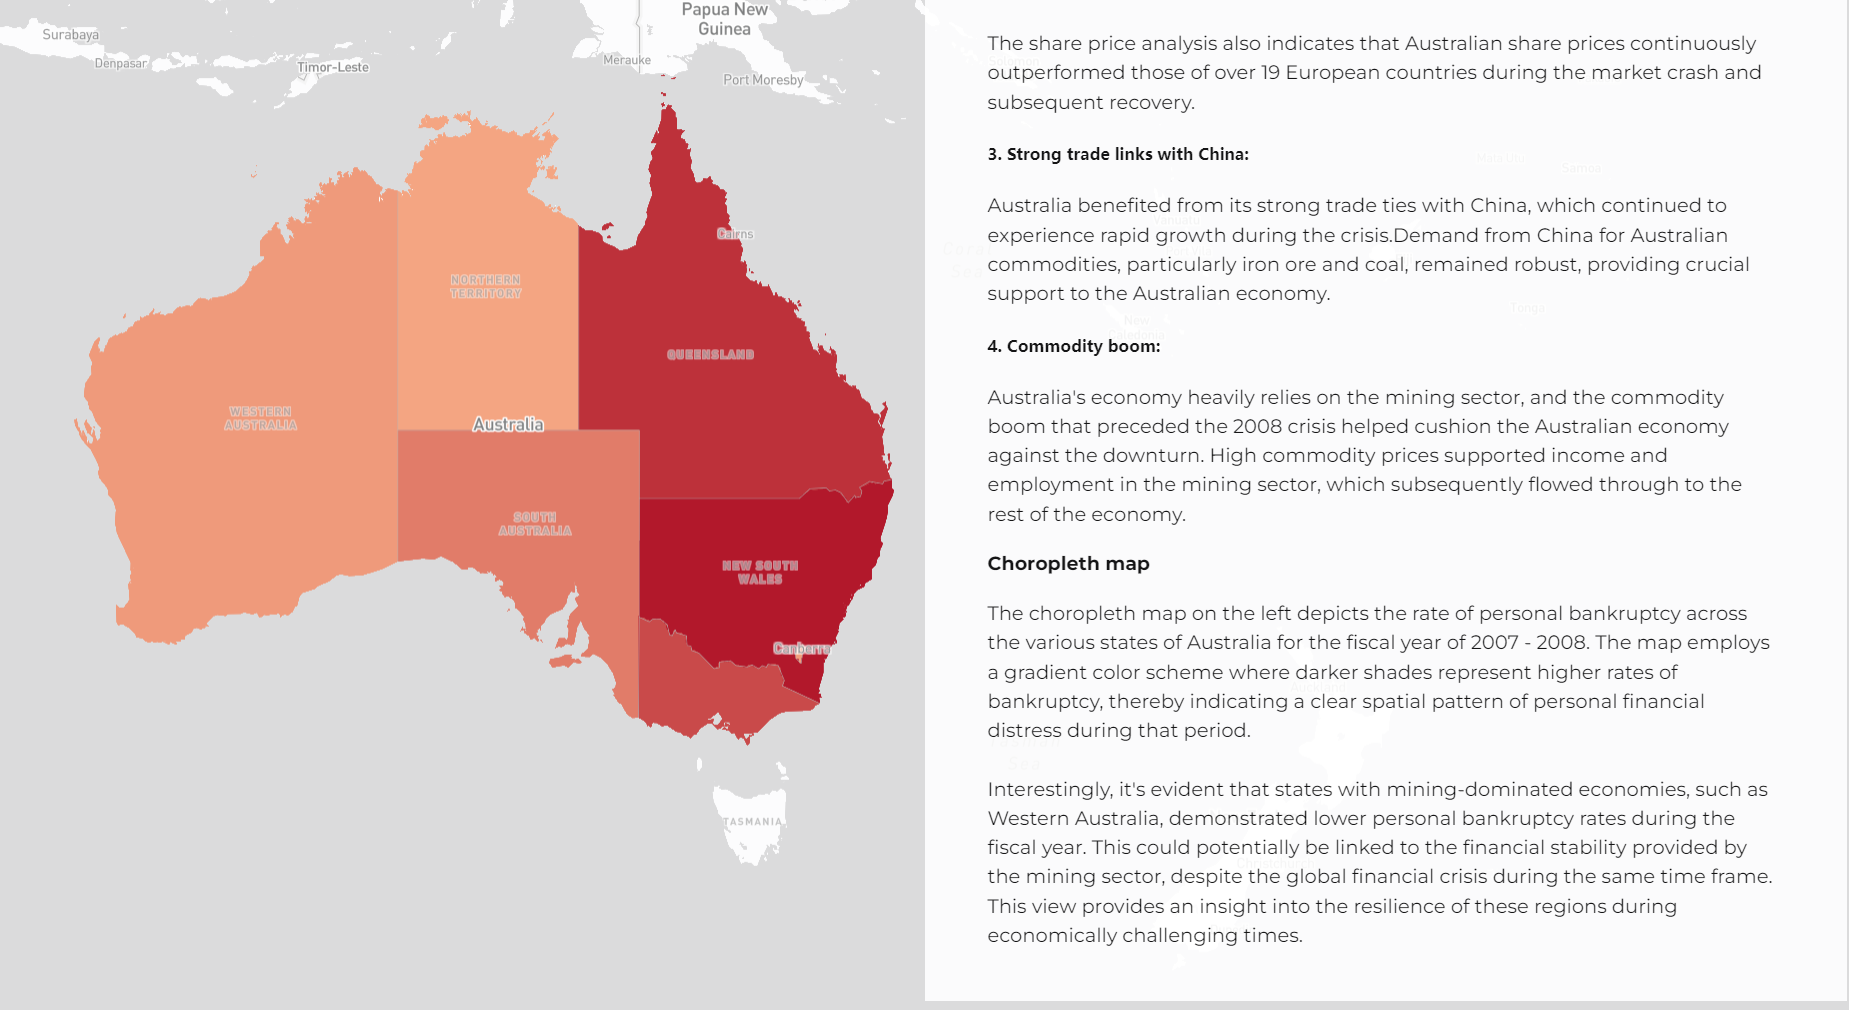 Papua New
Guinea
Surabaya
Denpasar
Timor-Leste
Merauke
Port Moresby
Cairns
NORTHERN
TERRITORY
QUEENSLAND
WESTERN
AUSTRALIA
Australia
SOUTH
AUSTRALIA
NEW SOUTH
WALES
Canberra
TASMANIA
The share price analysis also indicates that Australian share prices continuously
outperformed those of over 19 European countries during the market crash and
subsequent recovery.
3. Strong trade links with China:
Samoa
Australia benefited from its strong trade ties with China, which continued to
experience rapid growth during the crisis.Demand from China for Australian
commodities, particularly iron ore and coal, remained robust, providing crucial
support to the Australian economy.
Tonga
New
4. Commodity boom:
Australia's economy heavily relies on the mining sector, and the commodity
boom that preceded the 2008 crisis helped cushion the Australian economy
against the downturn. High commodity prices supported income and
employment in the mining sector, which subsequently flowed through to the
rest of the economy.
Choropleth map
The choropleth map on the left depicts the rate of personal bankruptcy across
the various states of Australia for the fiscal year of 2007 - 2008. The map employs
a gradient color scheme where darker shades represent higher rates of
bankruptcy, thereby indicating a clear spatial pattern of personal financial
distress during that period.
Sea
Interestingly, it's evident that states with mining-dominated economies, such as
Western Australia, demonstrated lower personal bankruptcy rates during the
fiscal year. This could potentially be linked to the financial stability provided by
the mining sector, despite the global financial crisis during the same time frame.
This view provides an insight into the resilience of these regions during
economically challenging times.